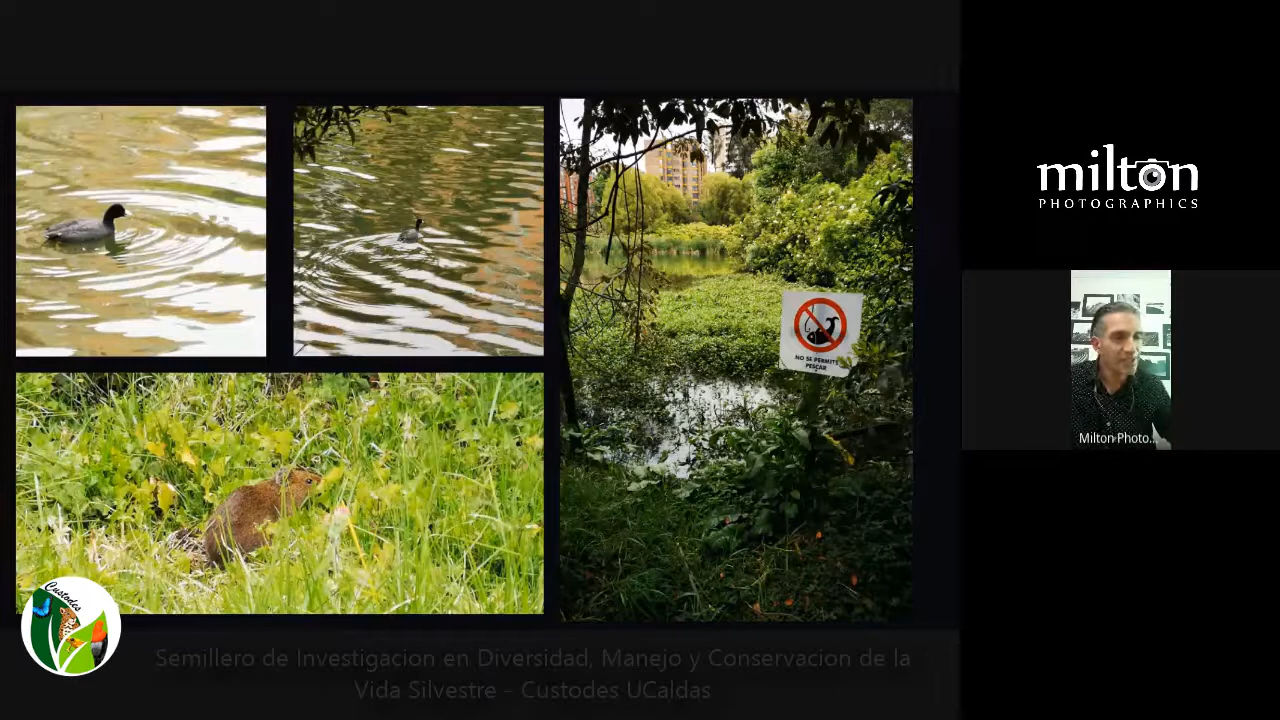 milton
PHOTOGRAPHICS
NO SE PERMITE
PESCAR
Milton Photo...
Custodes
Semillero de Investigacion en Diversidad, Manejo y Conservacion de la
Vida Silvestre - Custodes UCaldas